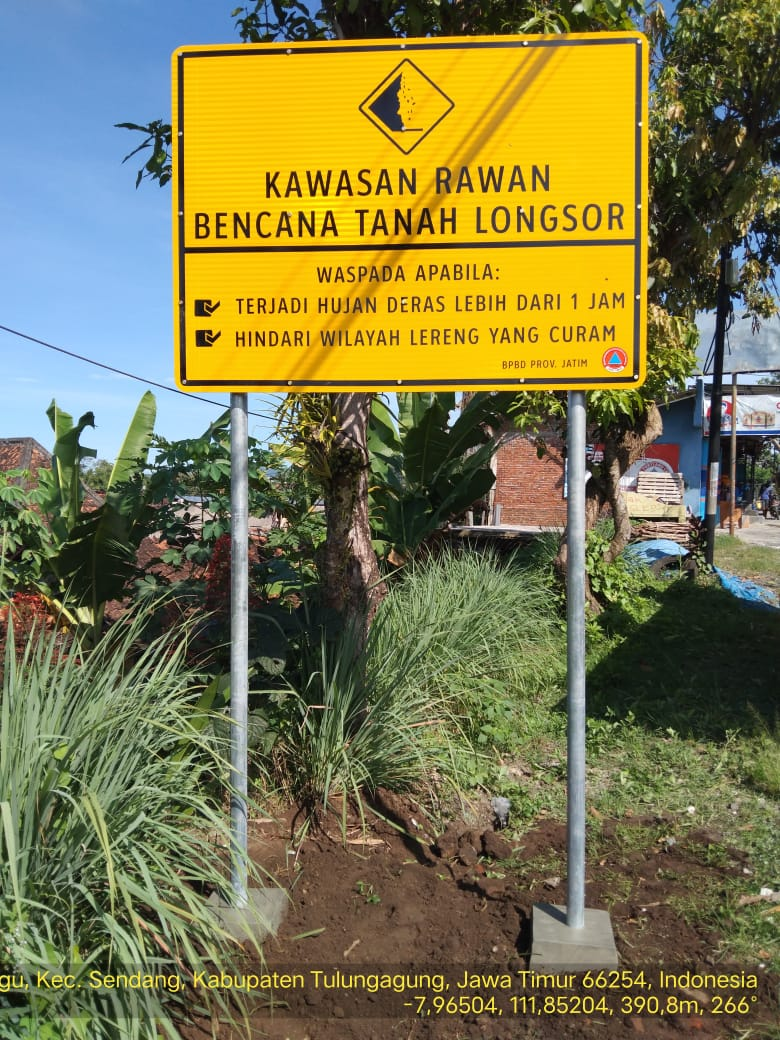 KAWASAN RAWAN
BENCANA TANAH LONGSOR
WASPADA APABILA:
TERJADI HUJAN DERAS LEBIH DARI 1 JAM
HINDARI WILAYAH LERENG YANG CURAM
BPBD PROV. JATIM
gu, Kec. Sendang, Kabupaten Tulungagung, Jawa Timur 66254, Indonesia
-7,96504, 111,85204, 390,8m, 266°